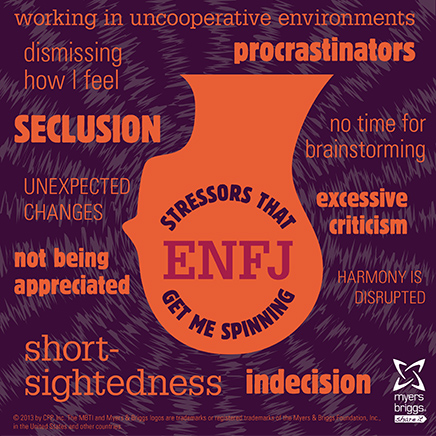 working in uncooperative environments
dismissing
how I feel
procrastinators
SECLUSION
no time for
brainstorming
UNEXPECTED
CHANGES
STRESSORS THAT
ENFJ
GET ME SPINNING
excessive
criticism
not being
appreciated
HARMONY IS
DISRUPTED
short-
sightedness
indecision
myers
briggs
share it
© 2013 by CPP, Inc. The MBTI and Myers & Briggs logos are trademarks or registered trademarks of the Myers & Briggs Foundation, Inc.,
in the United States and other countries.